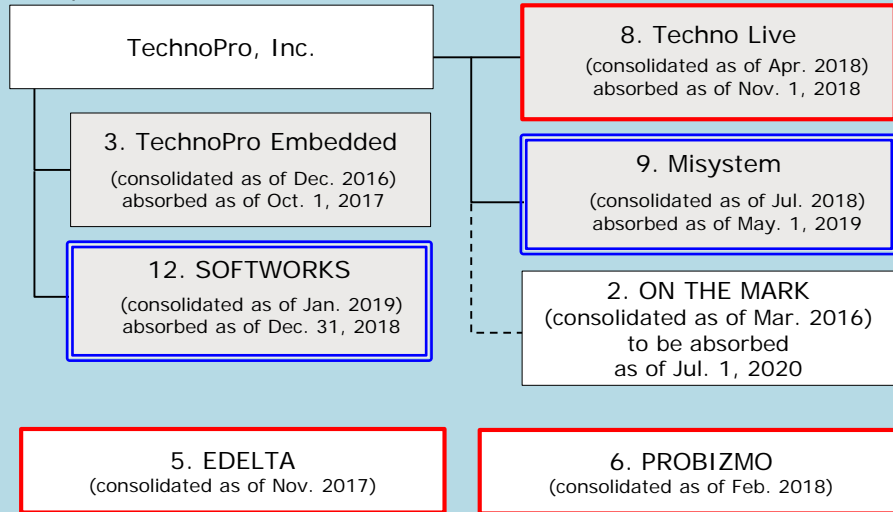 TechnoPro, Inc.
8. Techno Live
(consolidated as of Apr. 2018)
absorbed as of Nov. 1, 2018
3. TechnoPro Embedded
(consolidated as of Dec. 2016)
absorbed as of Oct. 1, 2017
9. Misystem
(consolidated as of Jul. 2018)
absorbed as of May. 1, 2019
12. SOFTWORKS
(consolidated as of Jan. 2019)
absorbed as of Dec. 31, 2018
2. ON THE MARK
(consolidated as of Mar. 2016)
to be absorbed
as of Jul. 1, 2020
5. EDELTA
(consolidated as of Nov. 2017)
6. PROBIZMO
(consolidated as of Feb. 2018)